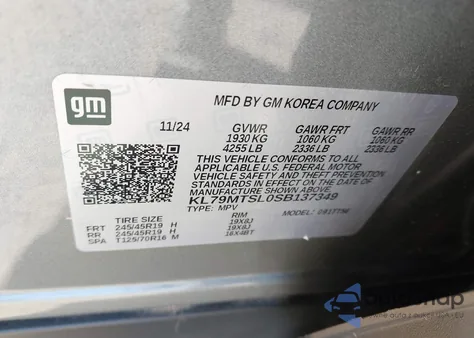 gm
MFD BY GM KOREA COMPANY
11/24 GVWR GAWR FRT GAWR RR
1930 KG 1060 KG 1060 KG
4255 LB 2336 LB 2336 LB
THIS VEHICLE CONFORMS TO ALL
APPLICABLE U.S. FEDERAL MOTOR
VEHICLE SAFETY AND THEFT PREVENTION
STANDARDS IN EFFECT ON THE DATE OF
MANUFACTURE SHOWN ABOVE.
KL79MTSL0SB137349
TYPE: MPV MODEL:
TIRE SIZE RIM
FRT 245/45R19 H 19X8J
RR 245/45R19 H 19X8J
SPA T125/70R16 M 16X4BT